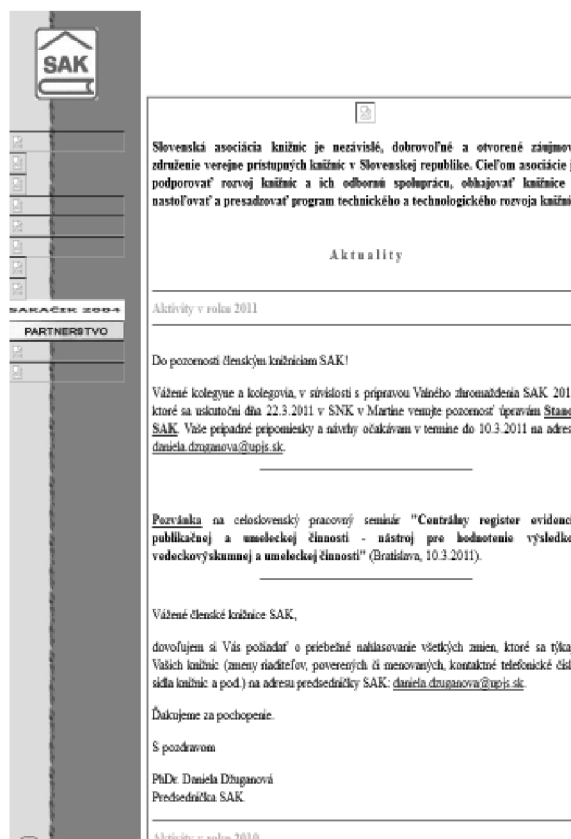 SAK
SARAČIK 2004
PARTNERSTVO
Slovenská asociácia knižníc je nezávislé, dobrovoľné a otvorené záujmov
združenie verejne prístupných knižníc v Slovenskej republike. Cieľom asociácie j
podporovať rozvoj knižníc a ich odbornú spoluprácu, obhajovať knižnice
nastoľovať a presadzovať program technického a technologického rozvoja knižní
Aktuality
Aktivity v roku 2011
Do pozornosti členským knižniciam SAK!
Vážené kolegyne a kolegovia, v súvislosti s prípravou Valného zhromaždenia SAK 201
ktoré sa uskutoční dňa 22.3.2011 v SNK v Martine venujte pozornosť úpravám Stano
SAK. Vaše prípadné pripomienky a návrhy očakávam v termíne do 10.3.2011 na adres
daniela.dzuganova@upjs.sk.
Pozvánka na celoslovenský pracovný seminár "Centrálny register evidenci
publikačnej a umeleckej činnosti - nástroj pre hodnotenie výsledko
vedeckovýskumnej a umeleckej činnosti" (Bratislava, 10.3.2011).
Vážené členské knižnice SAK,
dovoľujem si Vás požiadať o priebežné nahlasovanie všetkých zmien, ktoré sa týka
Vašich knižníc (zmeny riaditeľov, poverených či menovaných, kontaktné telefonické čísl
sídla knižníc a pod.) na adresu predsedníčky SAK: daniela.dzuganova@upjs.sk.
Ďakujeme za pochopenie.
S pozdravom
PhDr. Daniela Džuganová
Predsedníčka SAK
Aktivity v roku 2010